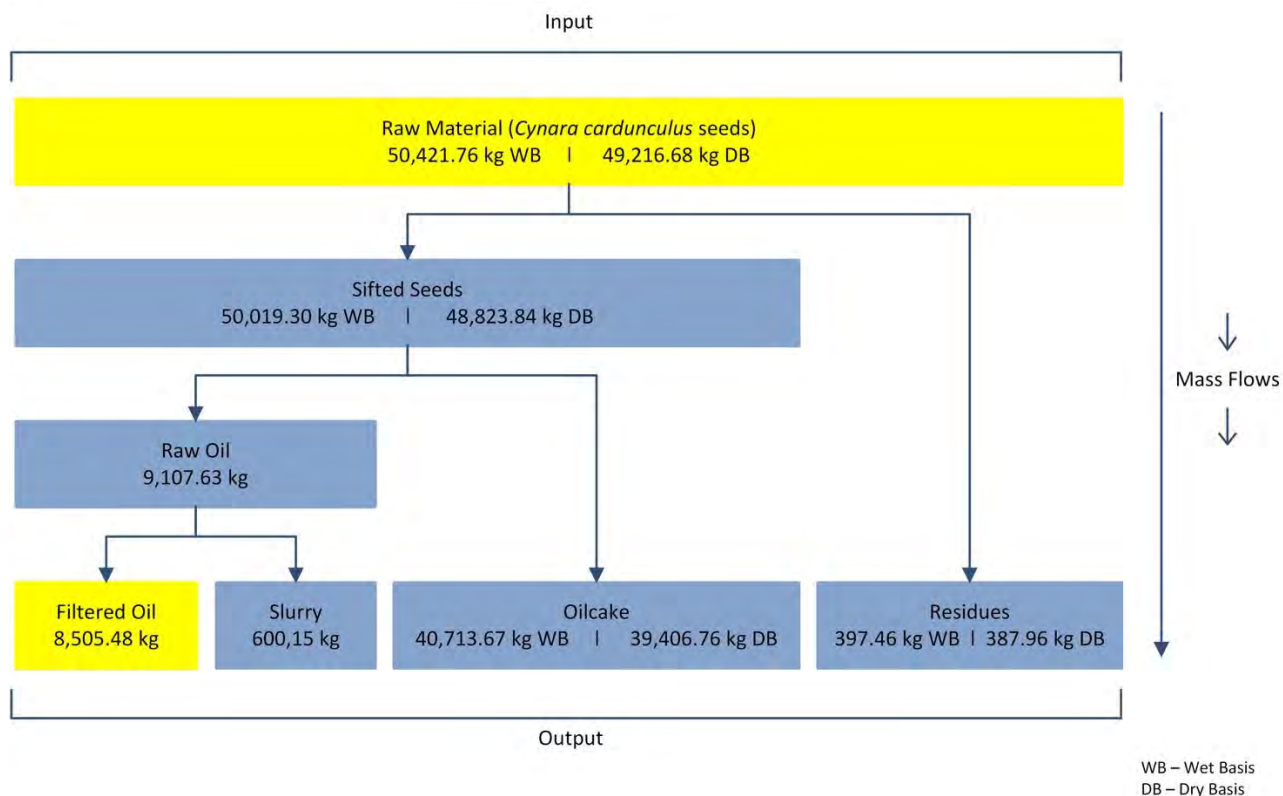 Input
Raw Material (Cynara cardunculus seeds)
50,421.76 kg WB | 49,216.68 kg DB
Sifted Seeds
50,019.30 kg WB | 48,823.84 kg DB
Mass Flows
Raw Oil
9,107.63 kg
Filtered Oil
8,505.48 kg
Slurry
600,15 kg
Oilcake
40,713.67 kg WB | 39,406.76 kg DB
Residues
397.46 kg WB | 387.96 kg DB
Output
WB – Wet Basis
DB – Dry Basis